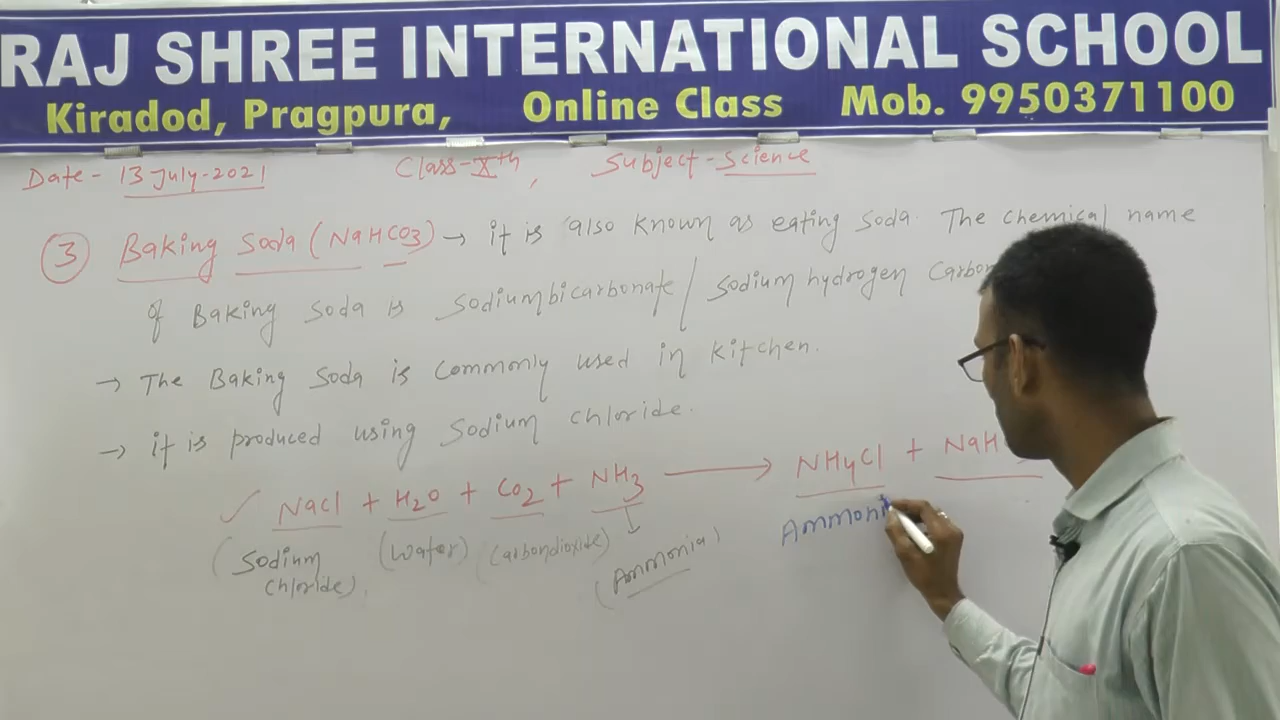 RAJ SHREE INTERNATIONAL SCHOOL
Kiradod, Pragpura, Online Class Mob. 9950371100
Date - 13 July-2021 Class-Xth, Subject-Science
3 Baking Soda (NaHCO3) → it is also known as eating soda. The chemical name
of Baking Soda is Sodiumbicarbonate / Sodium hydrogen Carbon
→ The Baking Soda is commonly used in kitchen.
→ it is produced using Sodium chloride.
✓ Nacl + H2O + CO2 + NH3 → NH4Cl + NaH
(Sodium chloride) (water) (carbondioxide) ↓ (Ammonia) Ammoni